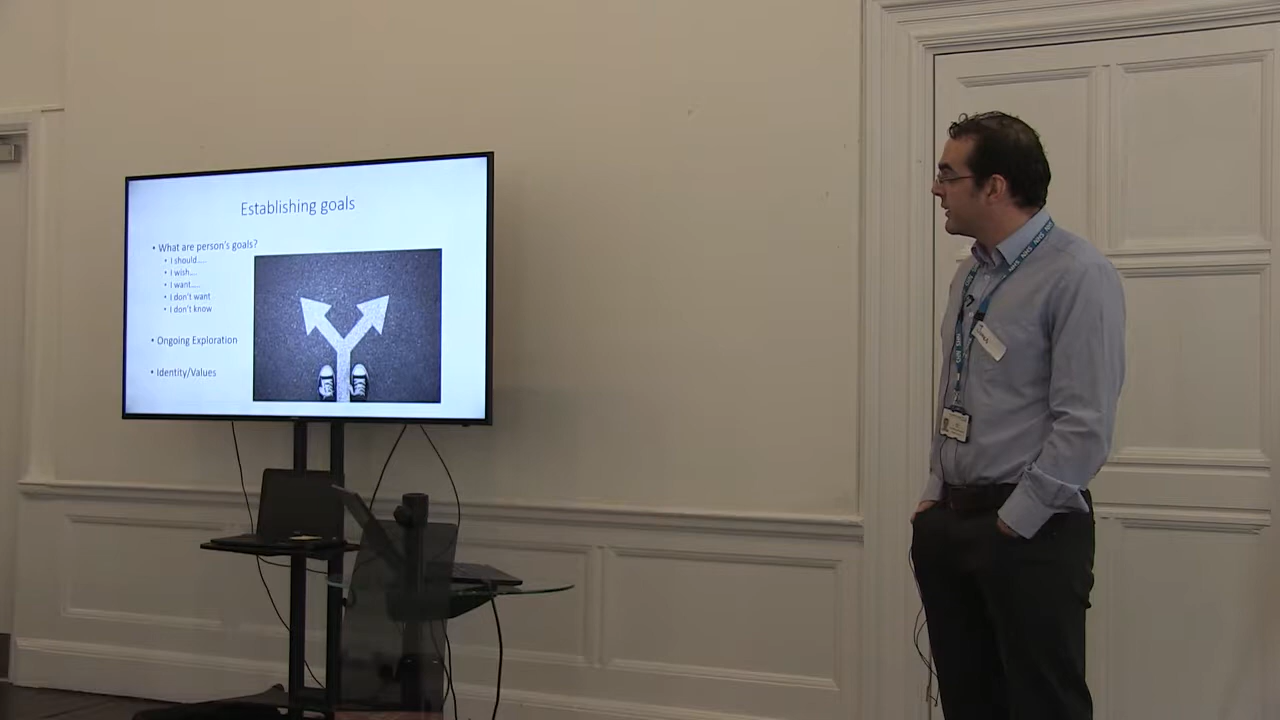 Establishing goals
• What are person's goals?
• I should.....
• I wish....
• I want.....
• I don't want
• I don't know
• Ongoing Exploration
• Identity/Values